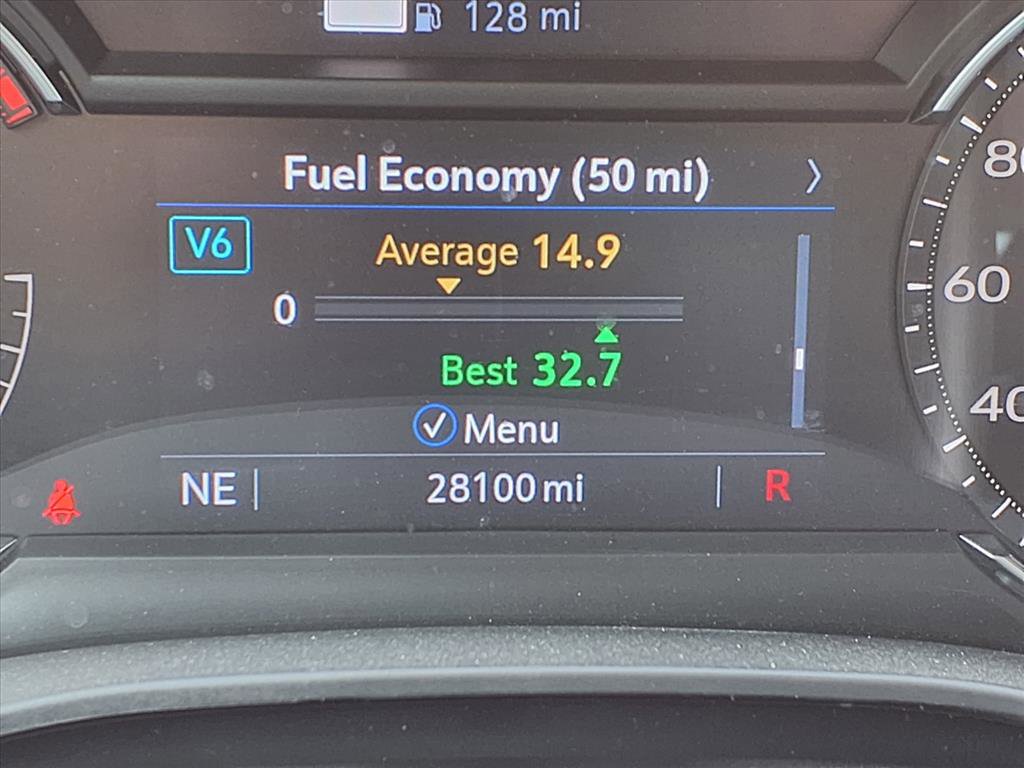 128 mi
Fuel Economy (50 mi) >
V6
Average 14.9
0
Best 32.7
Menu
NE | 28100 mi | R
80
60
40